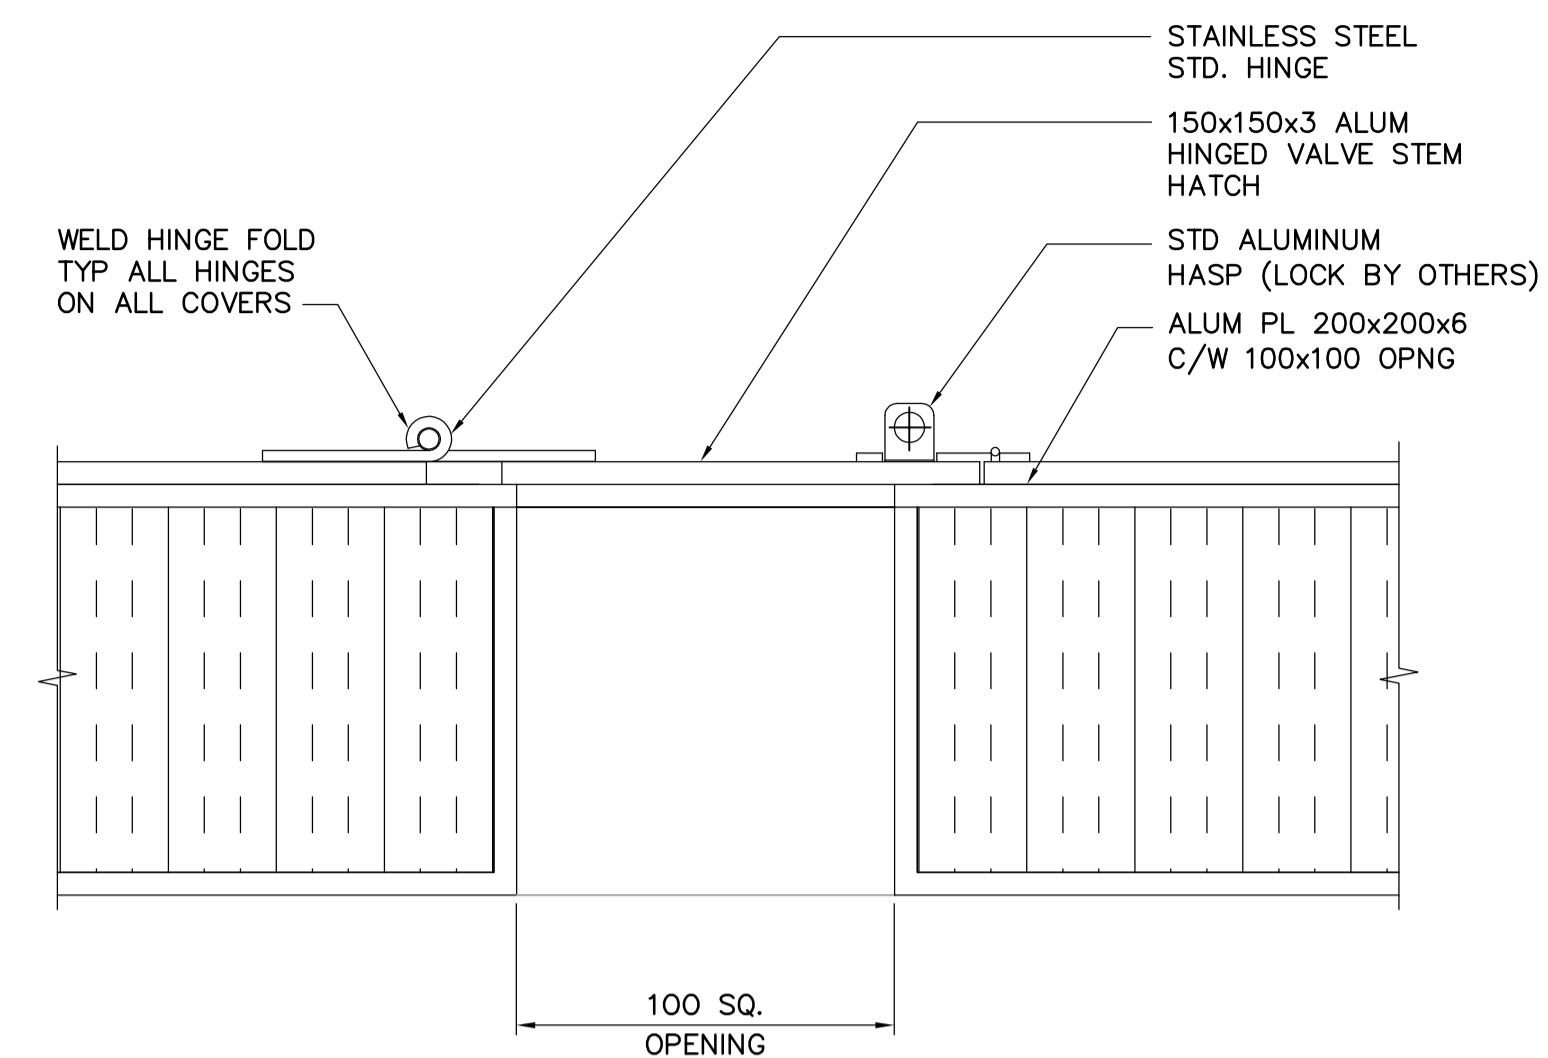 STAINLESS STEEL
STD. HINGE
150x150x3 ALUM
HINGED VALVE STEM
HATCH
WELD HINGE FOLD
TYP ALL HINGES
ON ALL COVERS
STD ALUMINUM
HASP (LOCK BY OTHERS)
ALUM PL 200x200x6
C/W 100x100 OPNG
100 SQ.
OPENING